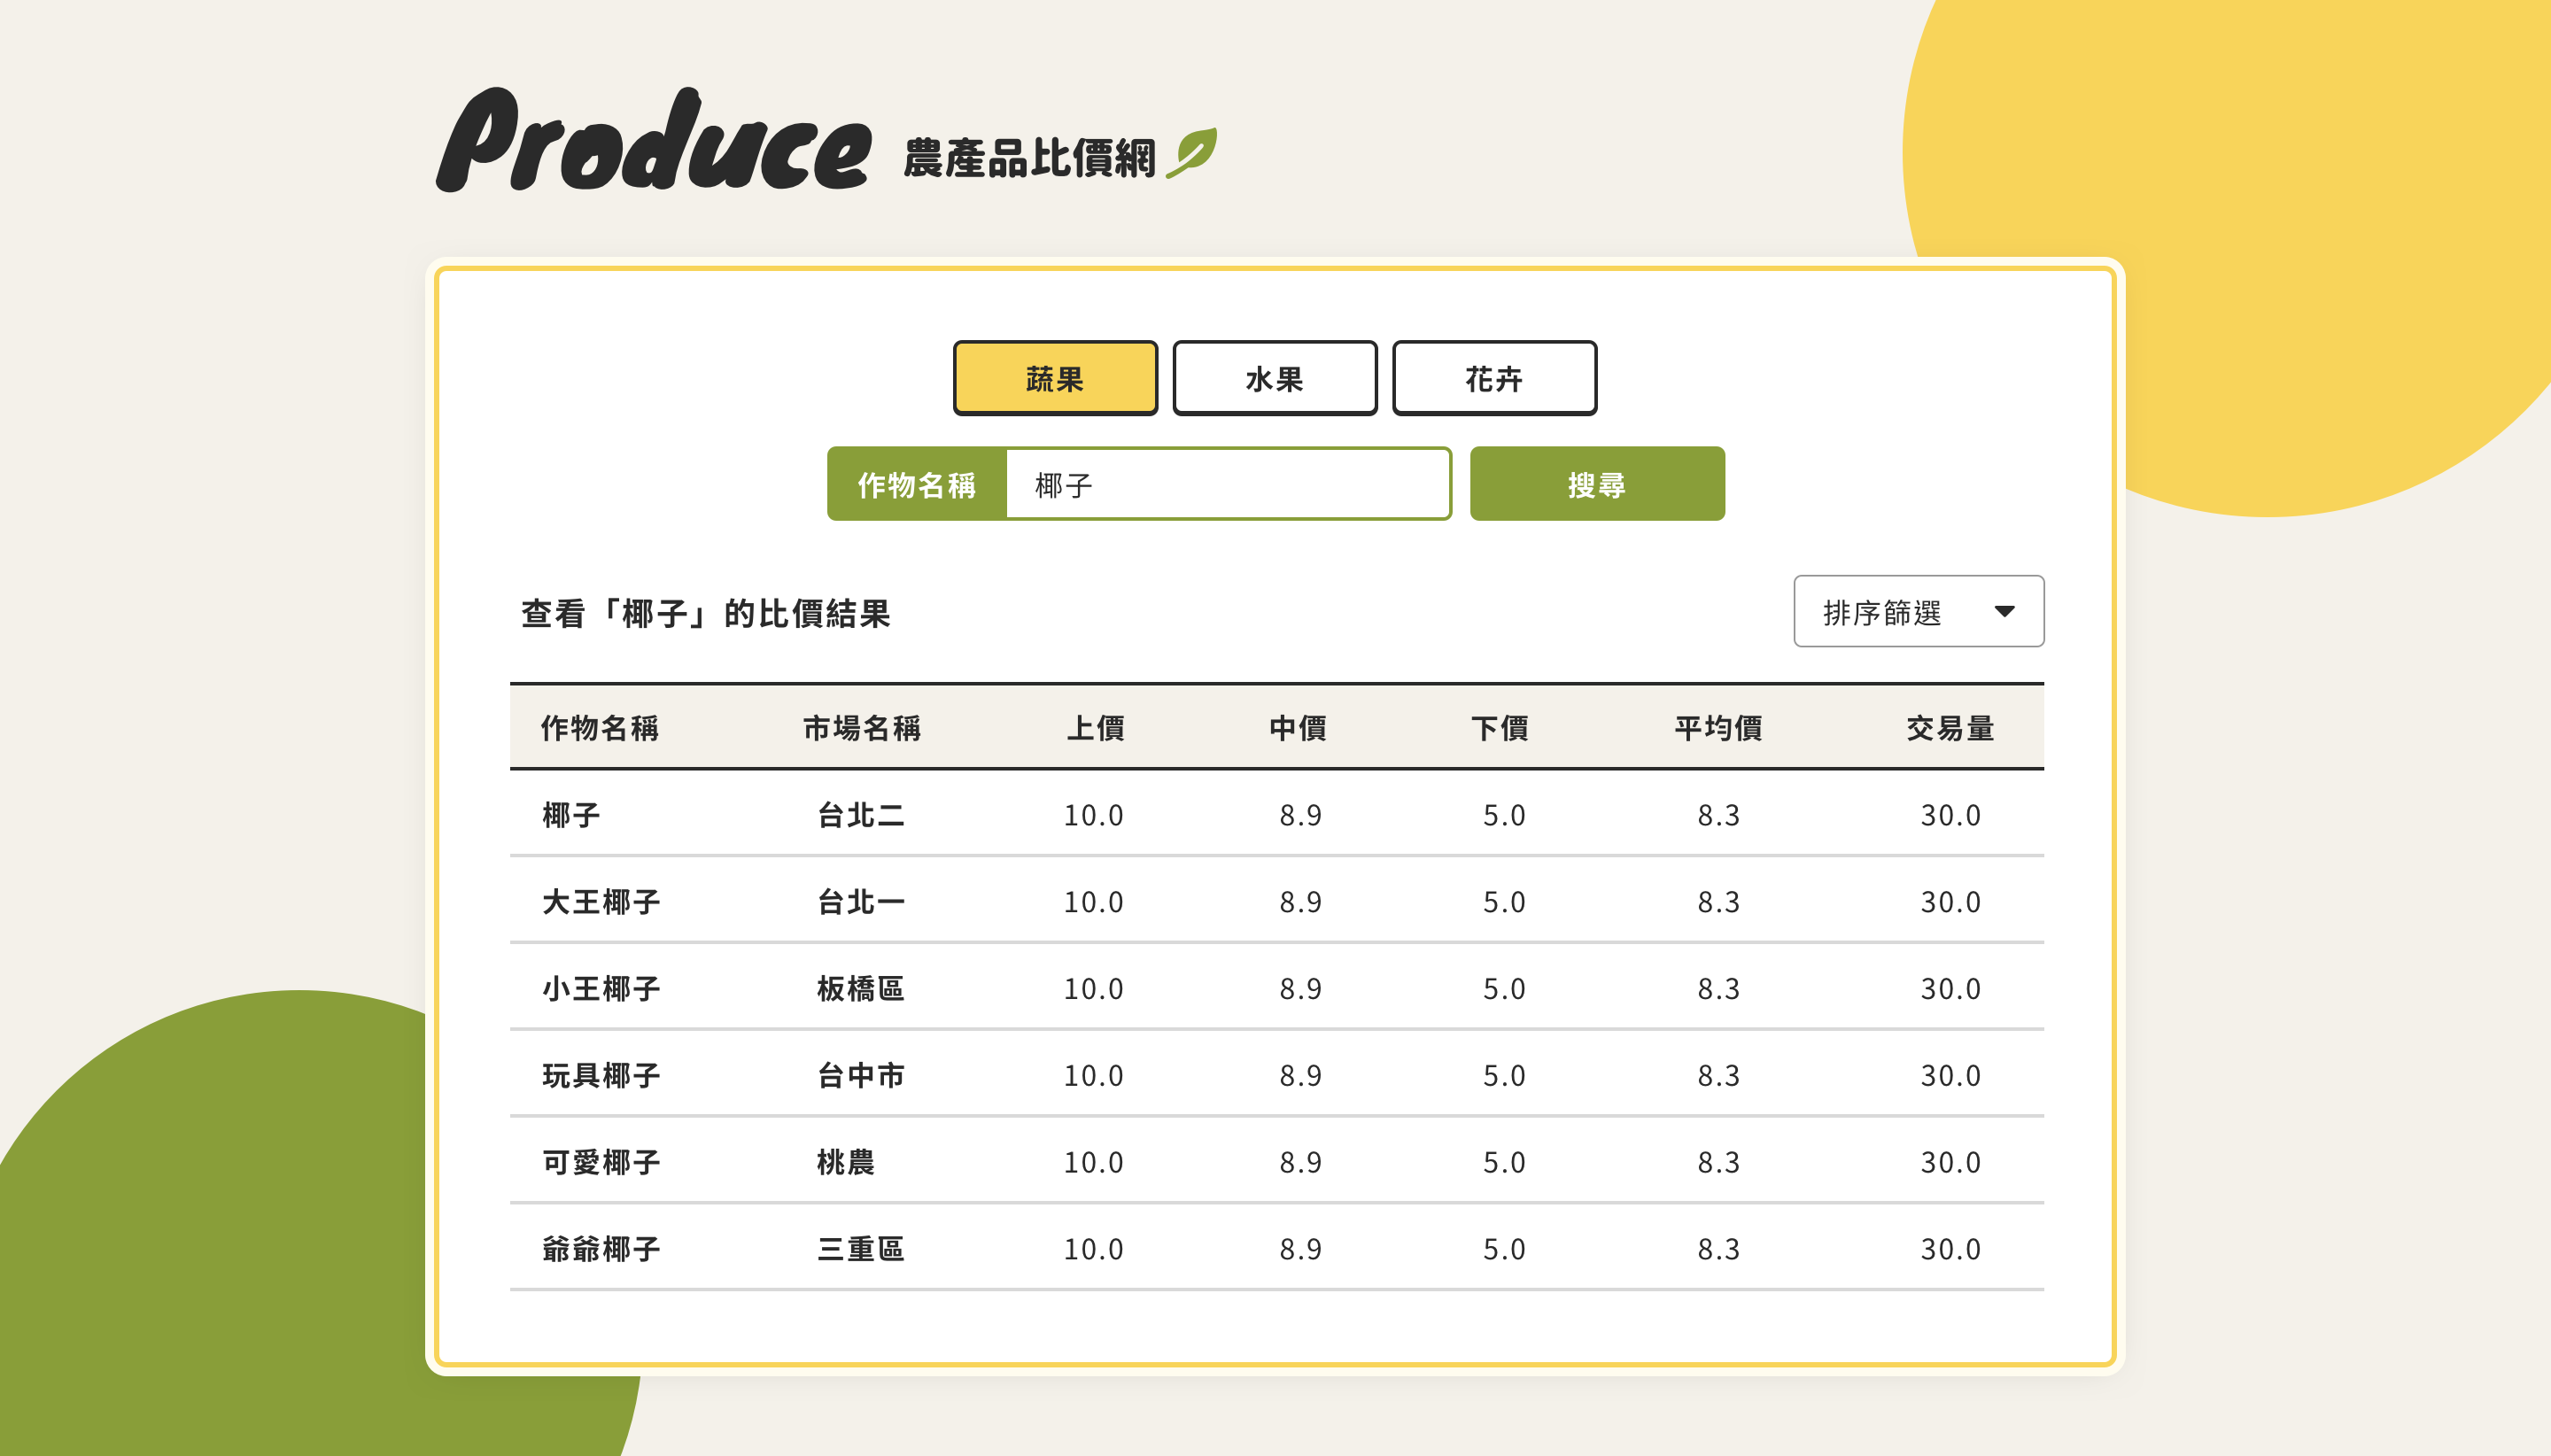 Produce 農產品比價網
蔬果 水果 花卉
作物名稱 椰子 搜尋
查看「椰子」的比價結果 排序篩選
作物名稱 市場名稱 上價 中價 下價 平均價 交易量
椰子 台北二 10.0 8.9 5.0 8.3 30.0
大王椰子 台北一 10.0 8.9 5.0 8.3 30.0
小王椰子 板橋區 10.0 8.9 5.0 8.3 30.0
玩具椰子 台中市 10.0 8.9 5.0 8.3 30.0
可愛椰子 桃農 10.0 8.9 5.0 8.3 30.0
爺爺椰子 三重區 10.0 8.9 5.0 8.3 30.0